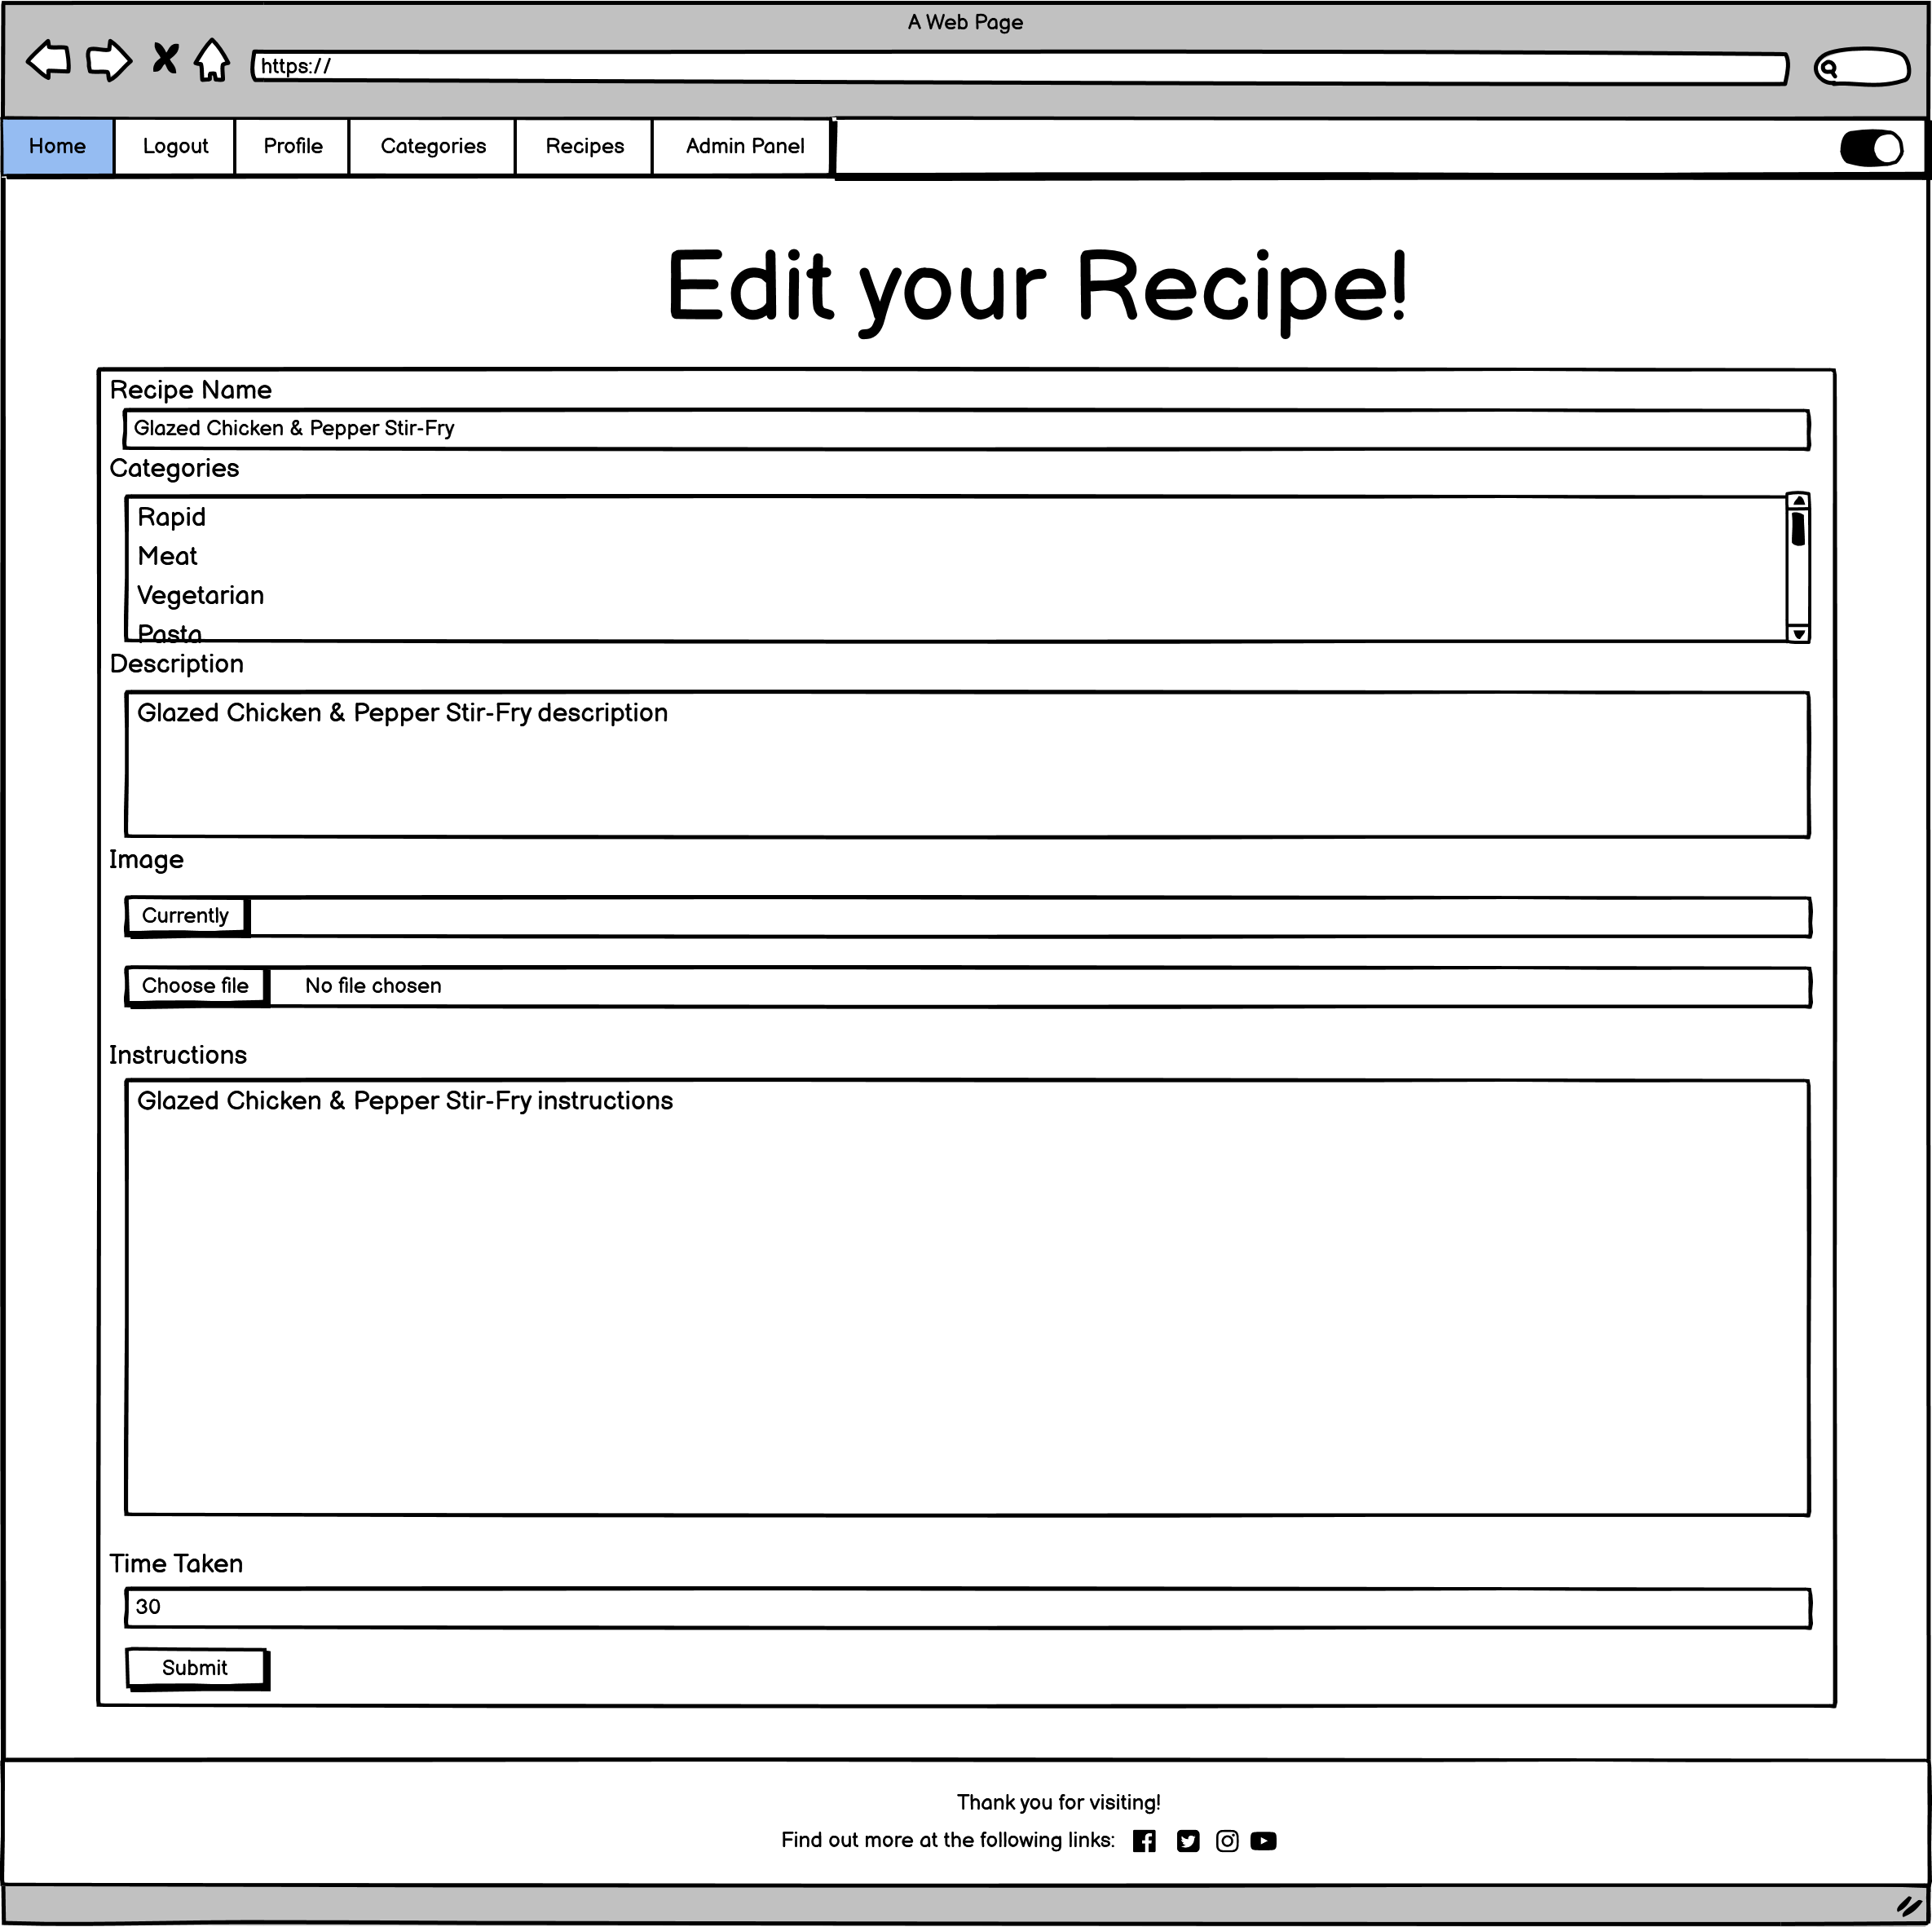 A Web Page
https://
Home Logout Profile Categories Recipes Admin Panel
Edit your Recipe!
Recipe Name
Glazed Chicken & Pepper Stir-Fry
Categories
Rapid
Meat
Vegetarian
Pasta
Description
Glazed Chicken & Pepper Stir-Fry description
Image
Currently
Choose file No file chosen
Instructions
Glazed Chicken & Pepper Stir-Fry instructions
Time Taken
30
Submit
Thank you for visiting!
Find out more at the following links: